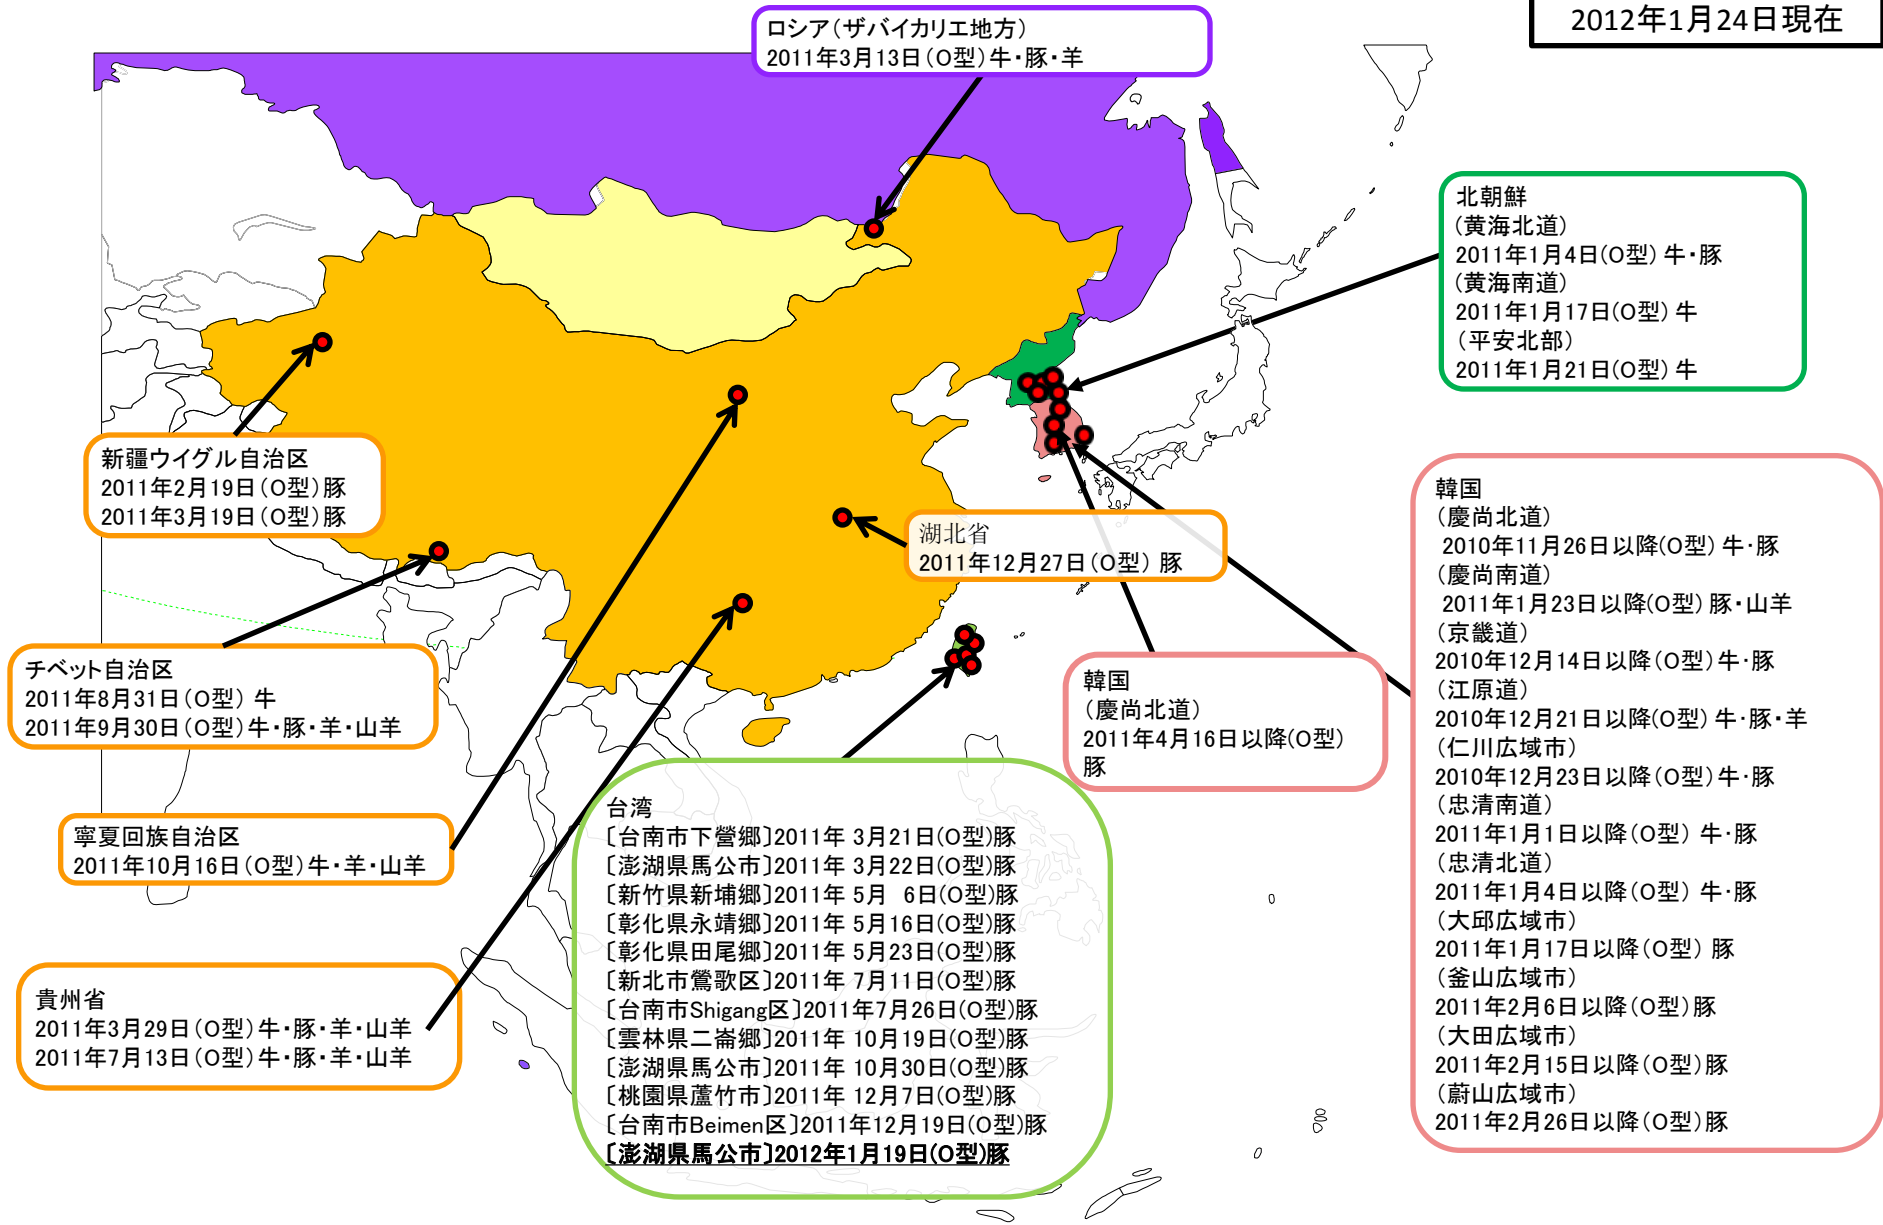 2012年1月24日現在
ロシア(ザバイカリエ地方)
2011年3月13日(O型)牛・豚・羊
北朝鮮
(黄海北道)
2011年1月4日(O型)牛・豚
(黄海南道)
2011年1月17日(O型)牛
(平安北部)
2011年1月21日(O型)牛
新疆ウイグル自治区
2011年2月19日(O型)豚
2011年3月19日(O型)豚
湖北省
2011年12月27日(O型) 豚
韓国
(慶尚北道)
2010年11月26日以降(O型)牛・豚
(慶尚南道)
2011年1月23日以降(O型)豚・山羊
(京畿道)
2010年12月14日以降(O型)牛・豚
(江原道)
2010年12月21日以降(O型)牛・豚・羊
(仁川広域市)
2010年12月23日以降(O型)牛・豚
(忠清南道)
2011年1月1日以降(O型) 牛・豚
(忠清北道)
2011年1月4日以降(O型) 牛・豚
(大邱広域市)
2011年1月17日以降(O型) 豚
(釜山広域市)
2011年2月6日以降(O型)豚
(大田広域市)
2011年2月15日以降(O型)豚
(蔚山広域市)
2011年2月26日以降(O型)豚
チベット自治区
2011年8月31日(O型) 牛
2011年9月30日(O型)牛・豚・羊・山羊
韓国
(慶尚北道)
2011年4月16日以降(O型)
豚
寧夏回族自治区
2011年10月16日(O型)牛・羊・山羊
台湾
〔台南市下營郷〕2011年 3月21日(O型)豚
〔澎湖県馬公市〕2011年 3月22日(O型)豚
〔新竹県新埔郷〕2011年 5月 6日(O型)豚
〔彰化県永靖郷〕2011年 5月16日(O型)豚
〔彰化県田尾郷〕2011年 5月23日(O型)豚
〔新北市鶯歌区〕2011年 7月11日(O型)豚
〔台南市Shigang区〕2011年7月26日(O型)豚
〔雲林県二崙郷〕2011年 10月19日(O型)豚
〔澎湖県馬公市〕2011年 10月30日(O型)豚
〔桃園県蘆竹市〕2011年 12月7日(O型)豚
〔台南市Beimen区〕2011年12月19日(O型)豚
〔澎湖県馬公市〕2012年1月19日(O型)豚
貴州省
2011年3月29日(O型)牛・豚・羊・山羊
2011年7月13日(O型)牛・豚・羊・山羊